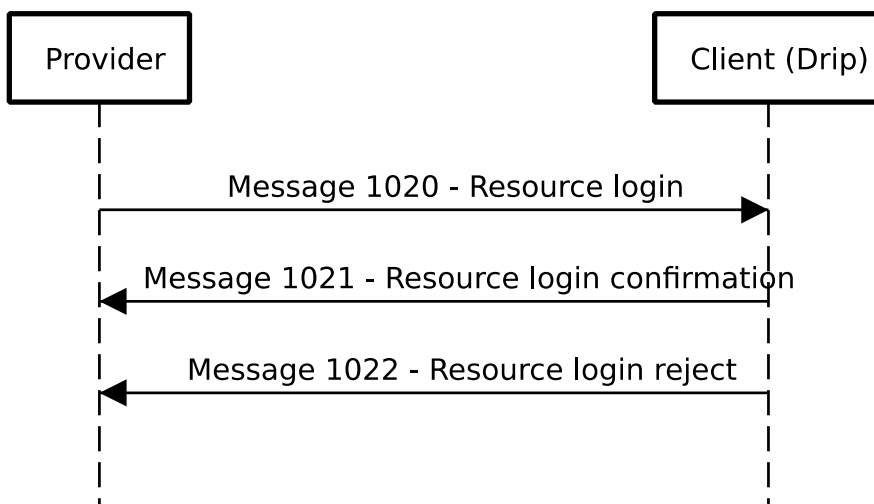 Provider
Client (Drip)
Message 1020 - Resource login
Message 1021 - Resource login confirmation
Message 1022 - Resource login reject